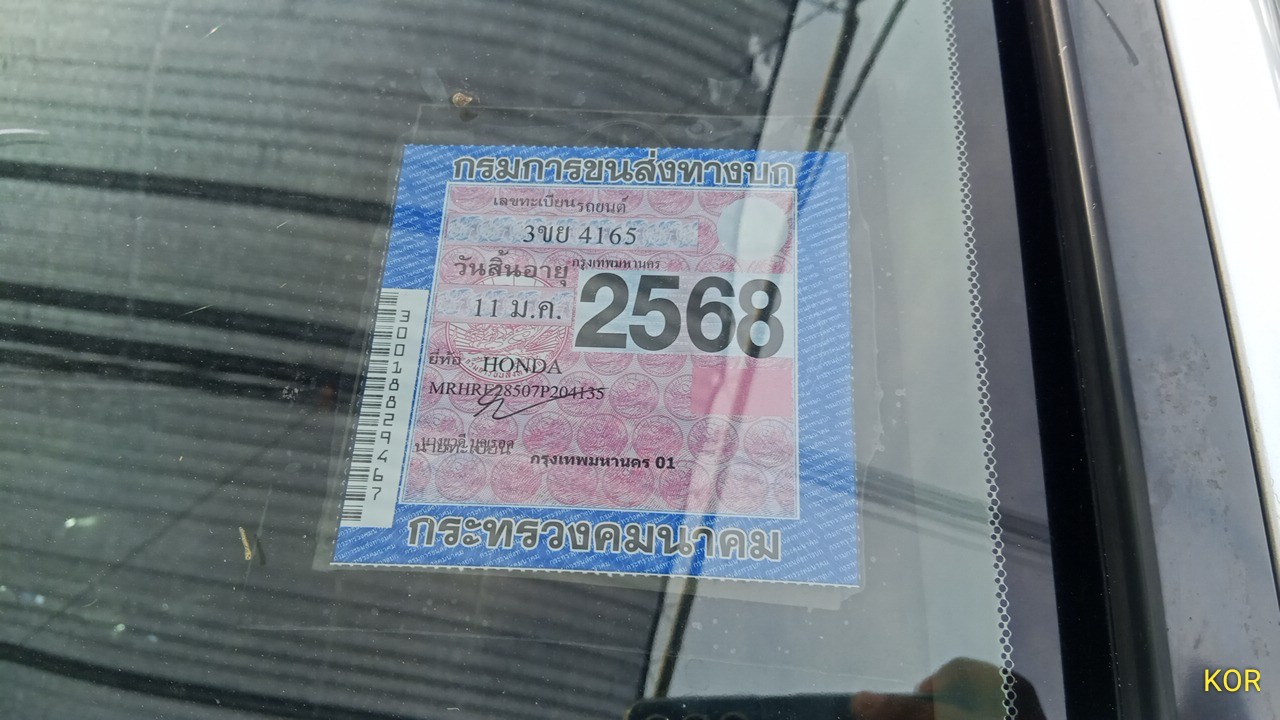 กรมการขนส่งทางบก
เลขทะเบียนรถยนต์
3ขย 4165
กรุงเทพมหานคร
วันสิ้นอายุ
2568
11 ม.ค.
ยี่ห้อ HONDA
MRHRE28507P204135
นายทะเบียน
กรุงเทพมหานคร 01
กระทรวงคมนาคม
300188829467
KOR